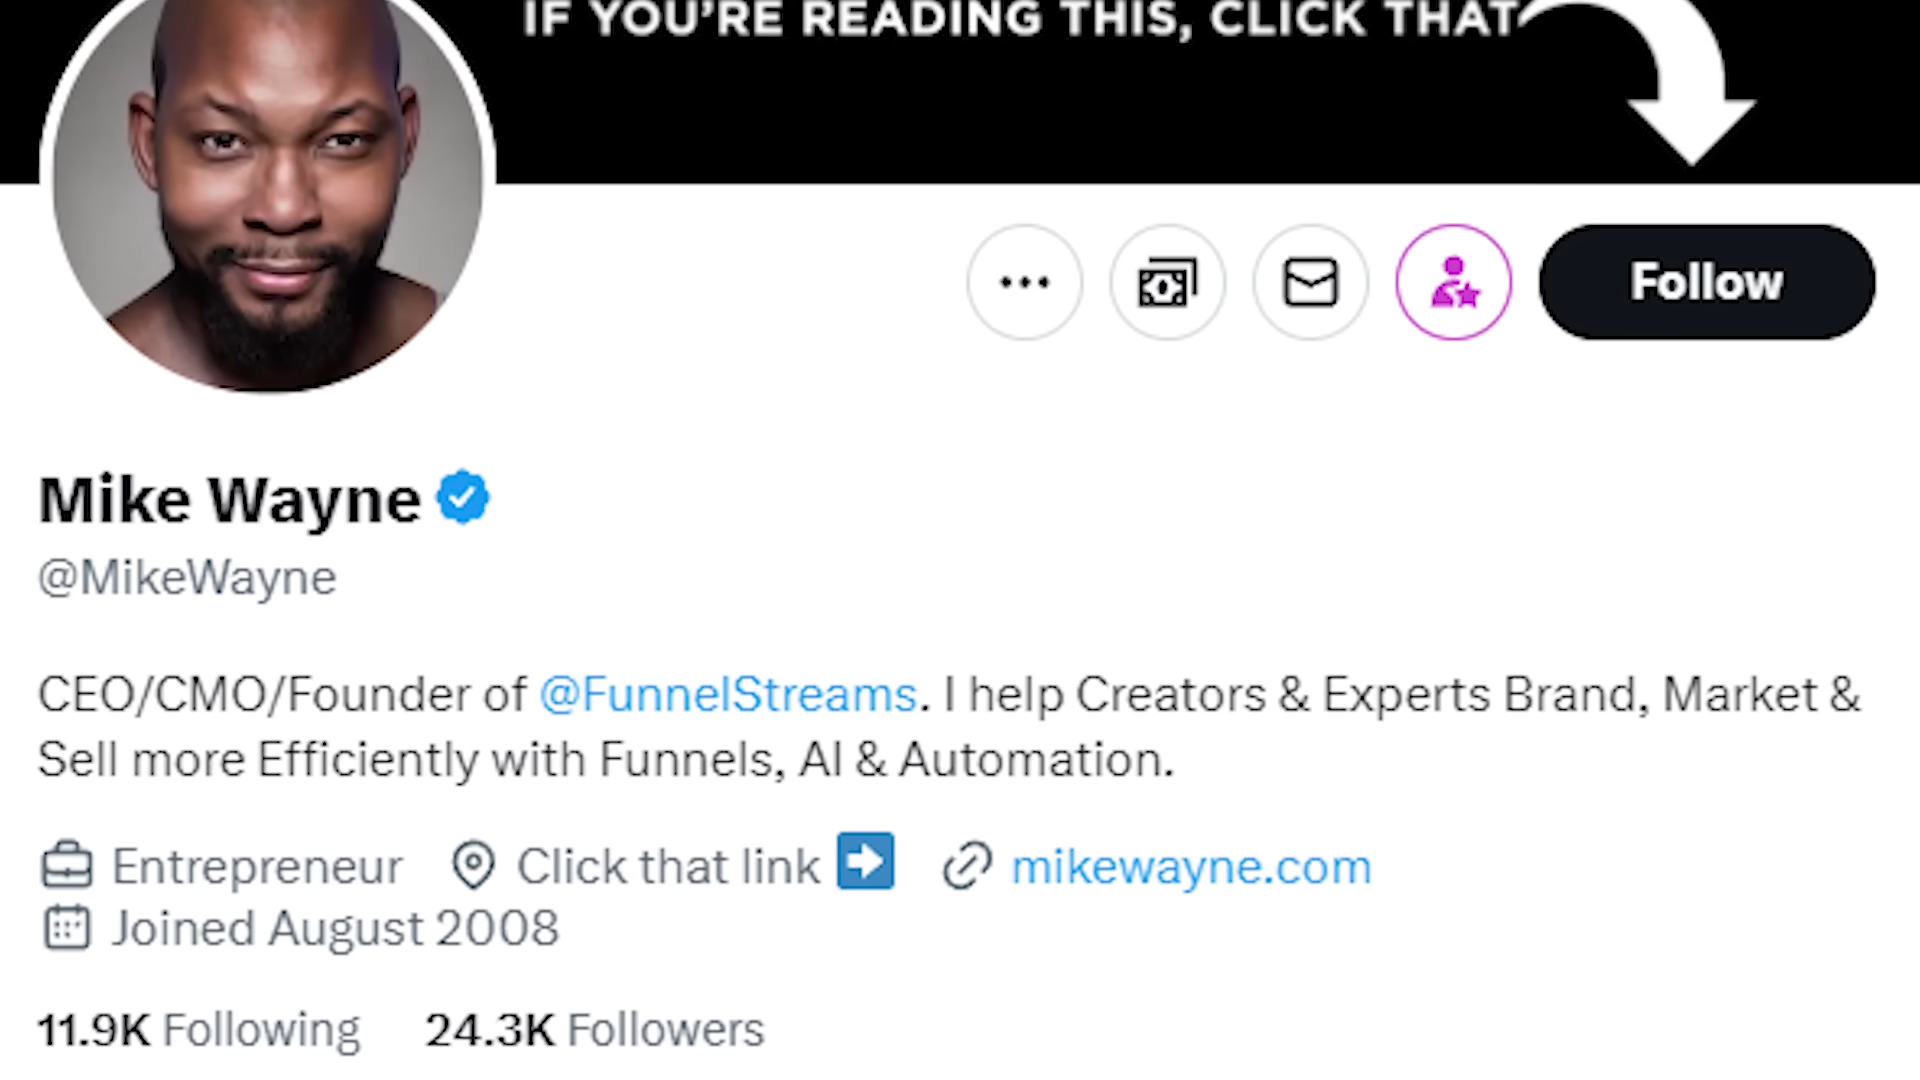 IF YOU'RE READING THIS, CLICK THAT
Follow
Mike Wayne
@MikeWayne
CEO/CMO/Founder of @FunnelStreams. I help Creators & Experts Brand, Market &
Sell more Efficiently with Funnels, AI & Automation.
Entrepreneur Click that link ➡️ mikewayne.com
Joined August 2008
11.9K Following 24.3K Followers